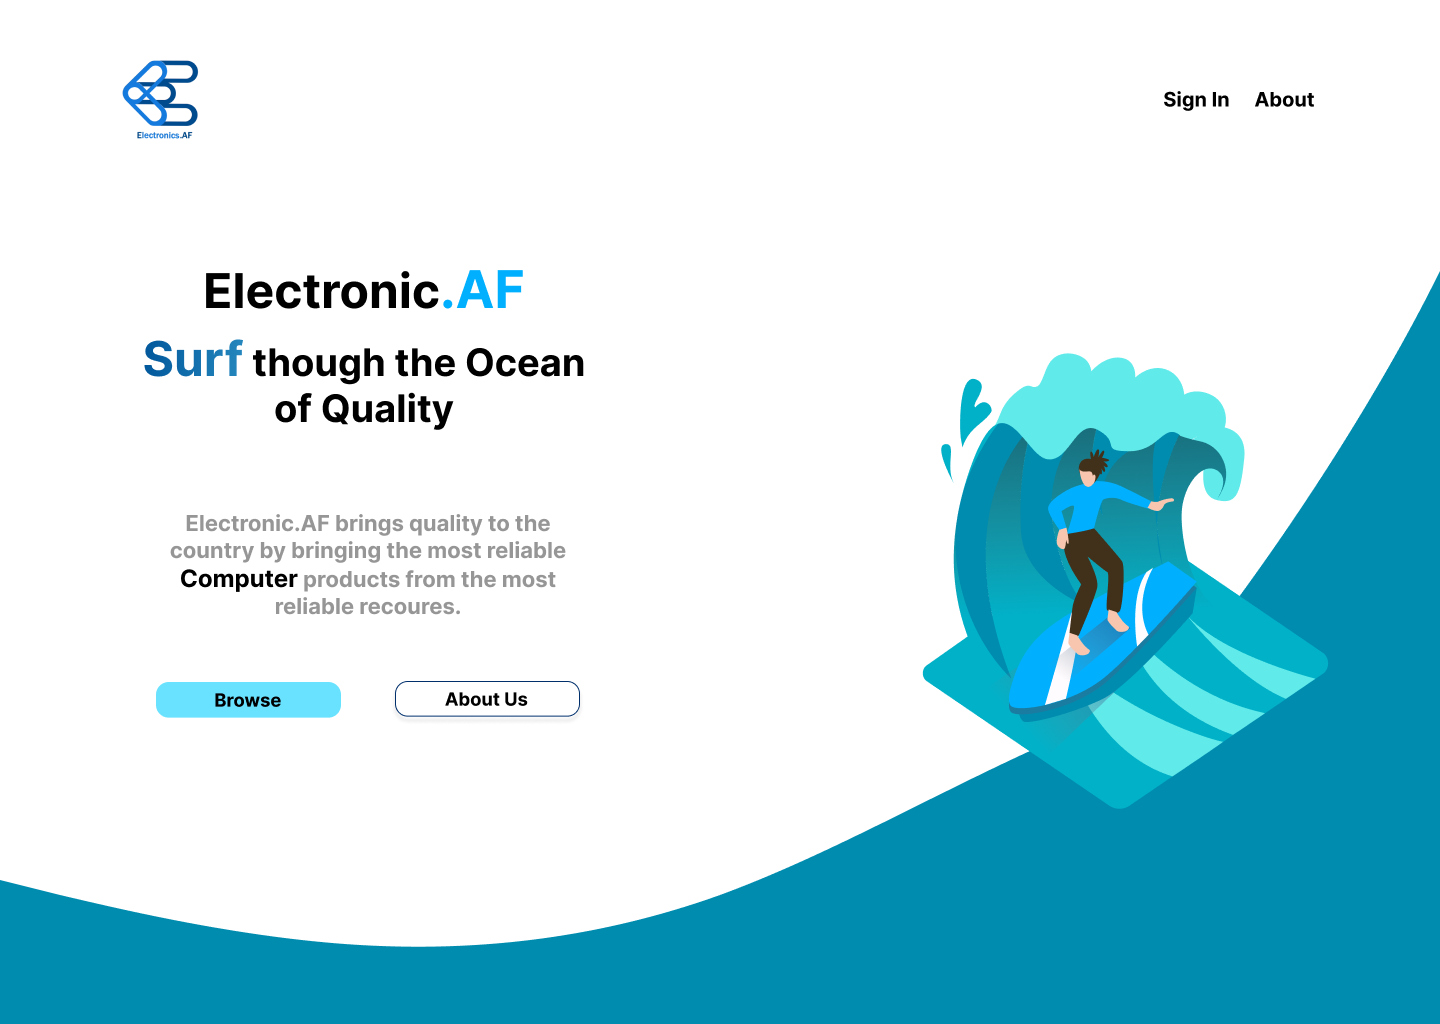 Electronics.AF
Sign In
About
Electronic.AF
Surf though the Ocean
of Quality
Electronic.AF brings quality to the
country by bringing the most reliable
Computer products from the most
reliable recoures.
Browse
About Us